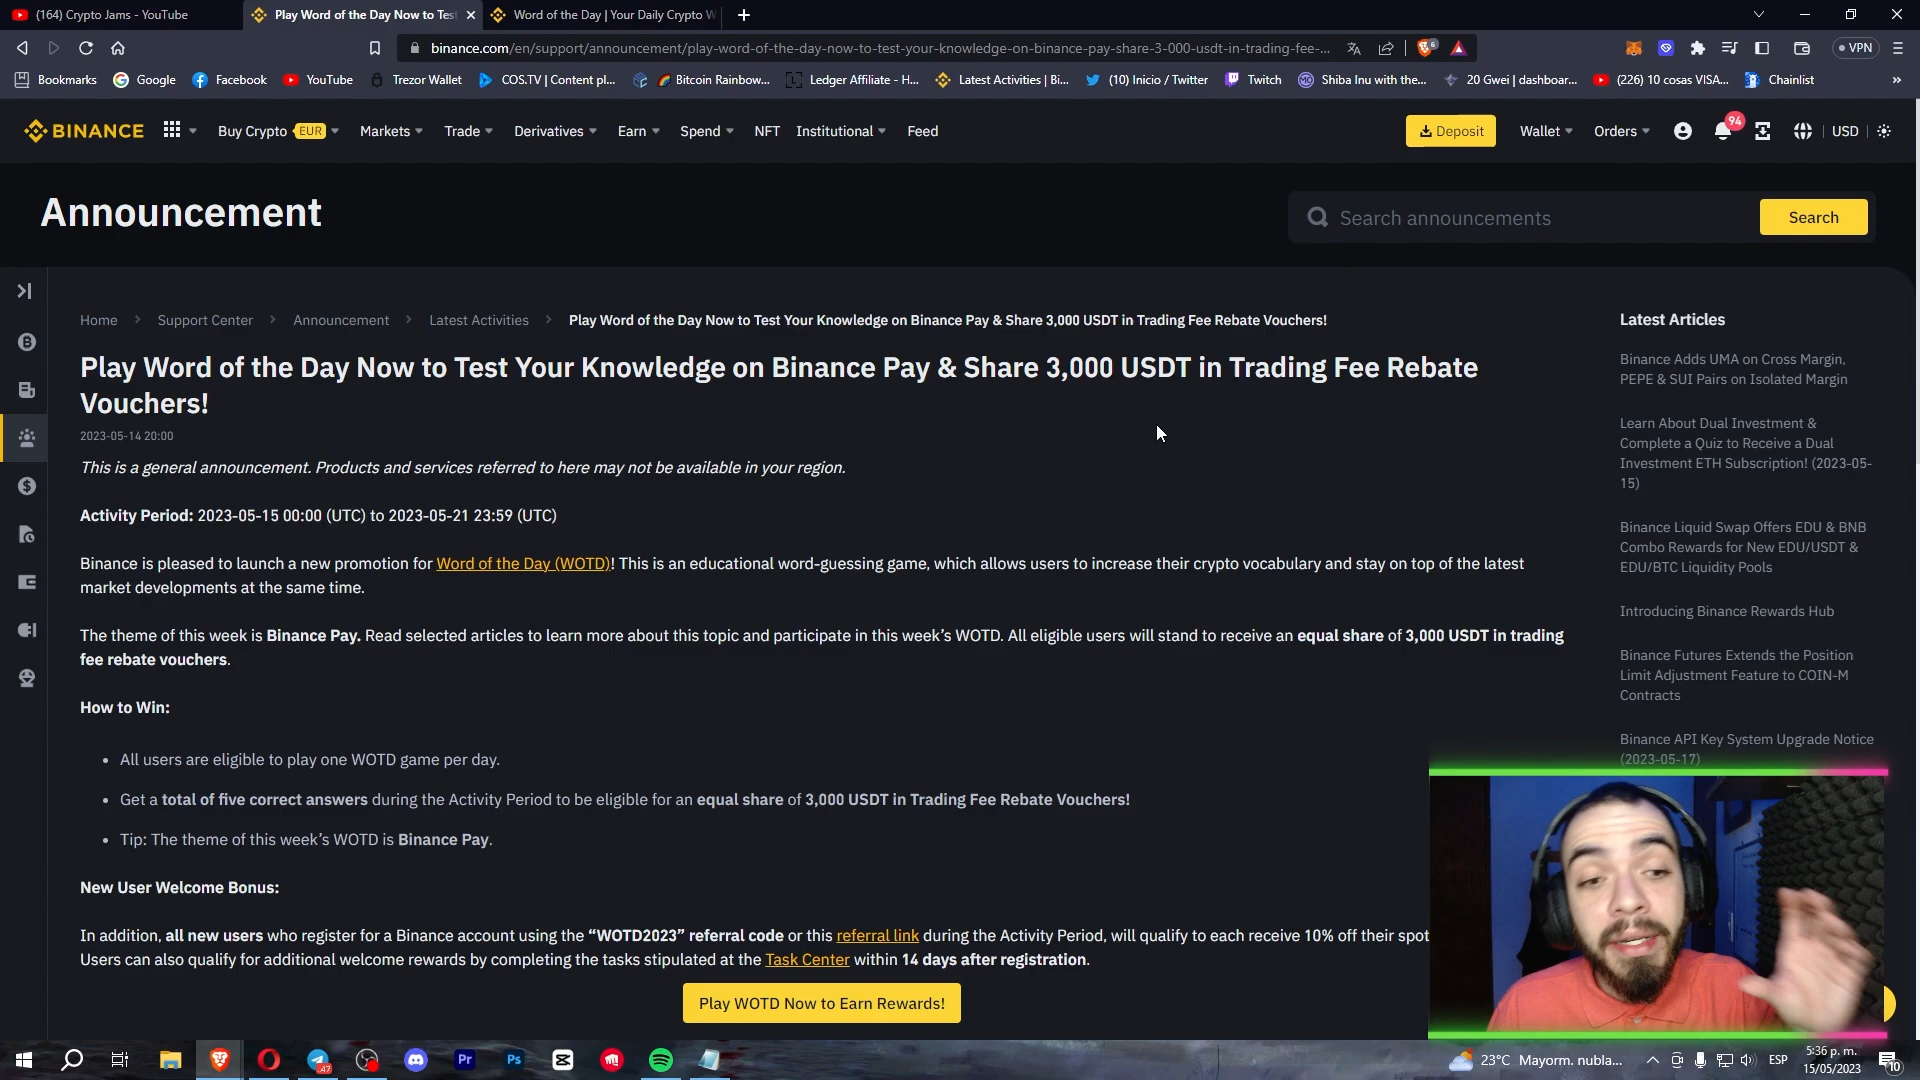 (164) Crypto Jams - YouTube
Play Word of the Day Now to Test
Word of the Day | Your Daily Crypto W
binance.com/en/support/announcement/play-word-of-the-day-now-to-test-your-knowledge-on-binance-pay-share-3-000-usdt-in-trading-fee-...
6
VPN
Bookmarks
Google
Facebook
YouTube
Trezor Wallet
COS.TV | Content pl...
Bitcoin Rainbow...
Ledger Affiliate - H...
Latest Activities | Bi...
(10) Inicio / Twitter
Twitch
Shiba Inu with the...
20 Gwei | dashboar...
(226) 10 cosas VISA...
Chainlist
BINANCE
Buy Crypto EUR
Markets
Trade
Derivatives
Earn
Spend
NFT
Institutional
Feed
Deposit
Wallet
Orders
94
USD
Announcement
Search announcements
Search
Home > Support Center > Announcement > Latest Activities > Play Word of the Day Now to Test Your Knowledge on Binance Pay & Share 3,000 USDT in Trading Fee Rebate Vouchers!
Play Word of the Day Now to Test Your Knowledge on Binance Pay & Share 3,000 USDT in Trading Fee Rebate
Vouchers!
2023-05-14 20:00
This is a general announcement. Products and services referred to here may not be available in your region.
Activity Period: 2023-05-15 00:00 (UTC) to 2023-05-21 23:59 (UTC)
Binance is pleased to launch a new promotion for Word of the Day (WOTD)! This is an educational word-guessing game, which allows users to increase their crypto vocabulary and stay on top of the latest
market developments at the same time.
The theme of this week is Binance Pay. Read selected articles to learn more about this topic and participate in this week's WOTD. All eligible users will stand to receive an equal share of 3,000 USDT in trading
fee rebate vouchers.
How to Win:
• All users are eligible to play one WOTD game per day.
• Get a total of five correct answers during the Activity Period to be eligible for an equal share of 3,000 USDT in Trading Fee Rebate Vouchers!
• Tip: The theme of this week's WOTD is Binance Pay.
New User Welcome Bonus:
In addition, all new users who register for a Binance account using the “WOTD2023” referral code or this referral link during the Activity Period, will qualify to each receive 10% off their spot
Users can also qualify for additional welcome rewards by completing the tasks stipulated at the Task Center within 14 days after registration.
Play WOTD Now to Earn Rewards!
Latest Articles
Binance Adds UMA on Cross Margin,
PEPE & SUI Pairs on Isolated Margin
Learn About Dual Investment &
Complete a Quiz to Receive a Dual
Investment ETH Subscription! (2023-05-
15)
Binance Liquid Swap Offers EDU & BNB
Combo Rewards for New EDU/USDT &
EDU/BTC Liquidity Pools
Introducing Binance Rewards Hub
Binance Futures Extends the Position
Limit Adjustment Feature to COIN-M
Contracts
Binance API Key System Upgrade Notice
(2023-05-17)
47
Pr
Ps
23°C Mayorm. nubla...
ESP
5:36 p. m.
15/05/2023
10